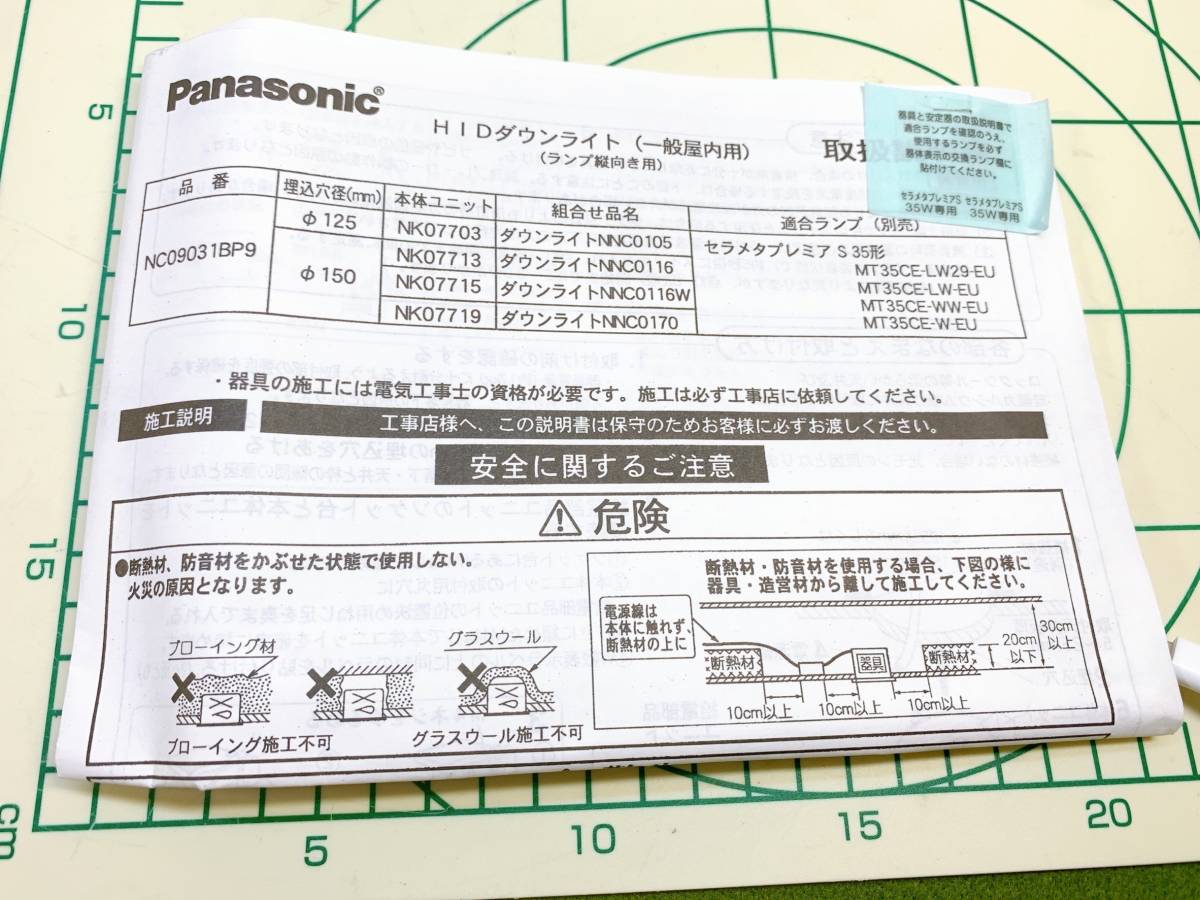 Panasonic®
HIDダウンライト(一般屋内用)
(ランプ縦向き用)
取扱
器具と安定器の取扱説明書で
適合ランプを確認のうえ、
使用するランプを必ず
器体表示の交換ランプ欄に
貼付けてください。
セラメタプレミアS セラメタプレミアS
35W専用 35W専用
品番 埋込穴径(mm) 本体ユニット 組合せ品名 適合ランプ(別売)
NC09031BP9
φ125 NK07703 ダウンライトNNNC0105
φ150
NK07713 ダウンライトNNNC0116
NK07715 ダウンライトNNNC0116W
NK07719 ダウンライトNNNC0170
セラメタプレミア S 35形
MT35CE-LW29-EU
MT35CE-LW-EU
MT35CE-WW-EU
MT35CE-W-EU
・器具の施工には電気工事士の資格が必要です。施工は必ず工事店に依頼してください。
施工説明 工事店様へ、この説明書は保守のためお客様に必ずお渡しください。
安全に関するご注意
危険
●断熱材、防音材をかぶせた状態で使用しない。
火災の原因となります。
ブローイング材
グラスウール
ブローイング施工不可
グラスウール施工不可
断熱材・防音材を使用する場合、下図の様に
器具・造営材から離して施工してください。
電源線は
本体に触れず、
断熱材の上に
断熱材
器具
断熱材
20cm
以下
30cm
以上
10cm以上
10cm以上
10cm以上
5
10
15
cm
5
10
15
20